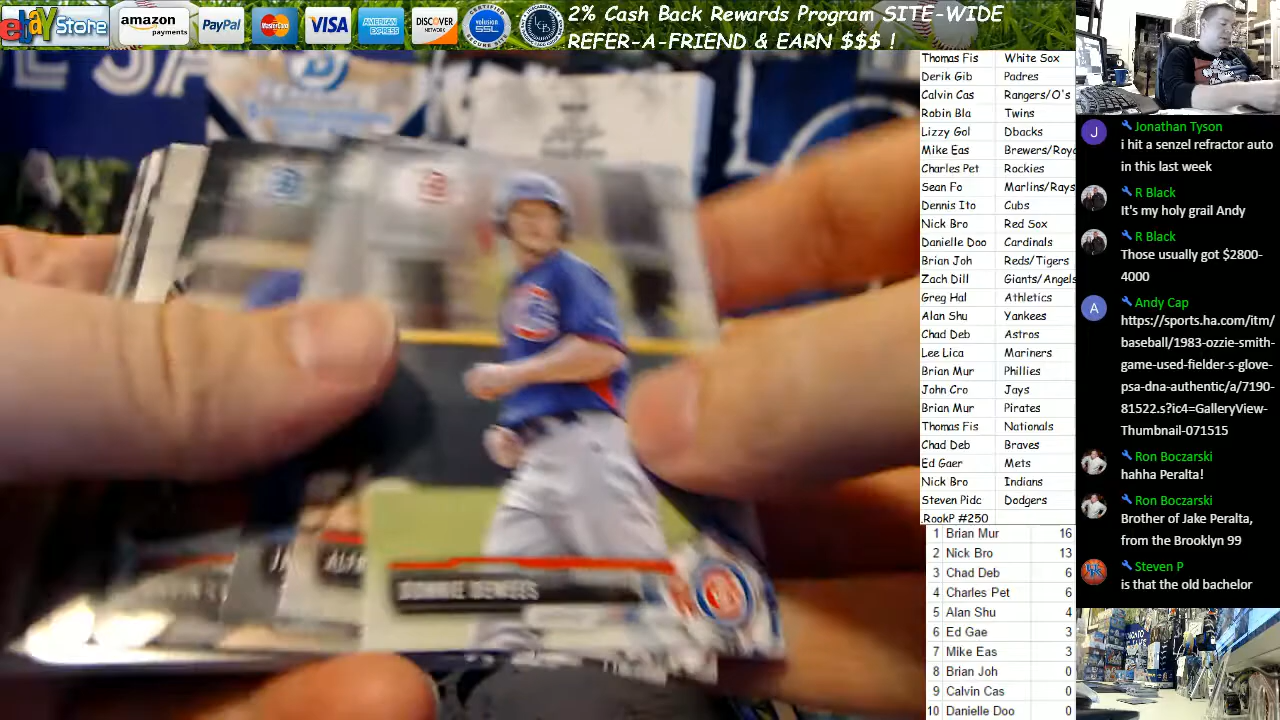 ebay Store
amazon payments
PayPal
MasterCard
VISA
AMERICAN EXPRESS
DISCOVER NETWORK
volusion SSL
2% Cash Back Rewards Program SITE-WIDE
REFER-A-FRIEND & EARN $$$ !
Thomas Fis White Sox
Derik Gib Padres
Calvin Cas Rangers/O's
Robin Bla Twins
Lizzy Gol Dbacks
Mike Eas Brewers/Roya
Charles Pet Rockies
Sean Fo Marlins/Rays
Dennis Ito Cubs
Nick Bro Red Sox
Danielle Doo Cardinals
Brian Joh Reds/Tigers
Zach Dill Giants/Angels
Greg Hal Athletics
Alan Shu Yankees
Chad Deb Astros
Lee Lica Mariners
Brian Mur Phillies
John Cro Jays
Brian Mur Pirates
Thomas Fis Nationals
Chad Deb Braves
Ed Gaer Mets
Nick Bro Indians
Steven Pidc Dodgers
RookP #250
1 Brian Mur 16
2 Nick Bro 13
3 Chad Deb 6
4 Charles Pet 6
5 Alan Shu 4
6 Ed Gae 3
7 Mike Eas 3
8 Brian Joh 0
9 Calvin Cas 0
10 Danielle Doo 0
J
Jonathan Tyson
i hit a senzel refractor auto
in this last week
R Black
It's my holy grail Andy
R Black
Those usually got $2800-
4000
A
Andy Cap
https://sports.ha.com/itm/
baseball/1983-ozzie-smith-
game-used-fielder-s-glove-
psa-dna-authentic/a/7190-
81522.s?ic4=GalleryView-
Thumbnail-071515
Ron Boczarski
hahha Peralta!
Ron Boczarski
Brother of Jake Peralta,
from the Brooklyn 99
Steven P
is that the old bachelor